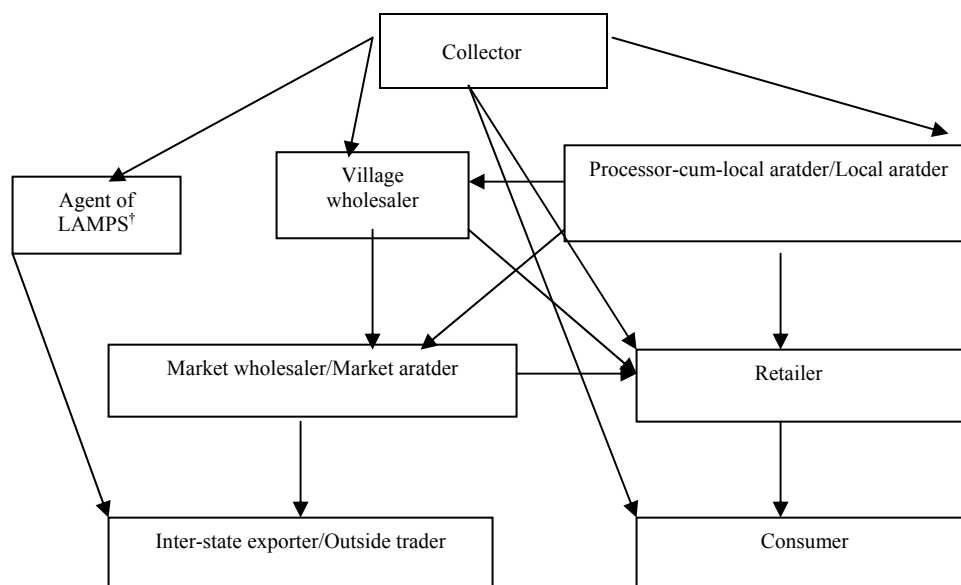 Collector
Village
wholesaler
Processor-cum-local aratder/Local aratder
Agent of
LAMPS†
Market wholesaler/Market aratder
Retailer
Inter-state exporter/Outside trader
Consumer